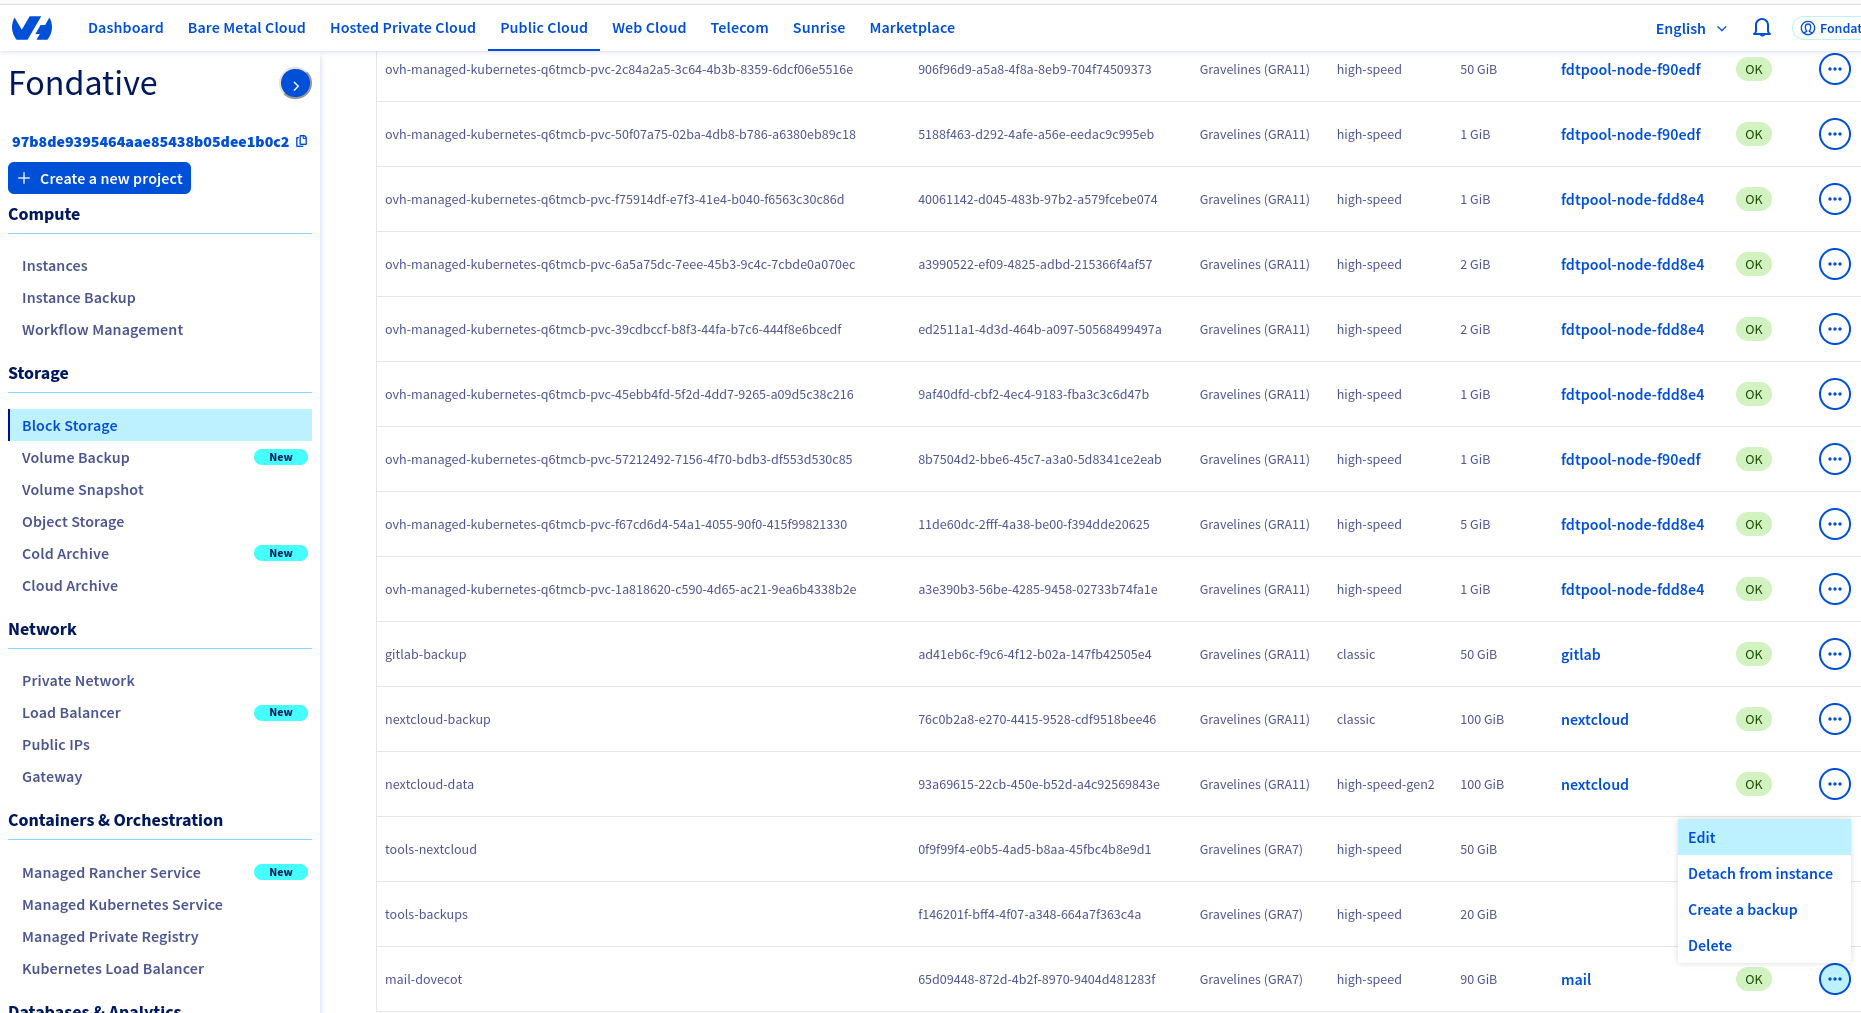 Dashboard Bare Metal Cloud Hosted Private Cloud Public Cloud Web Cloud Telecom Sunrise Marketplace English Fondat
Fondative
97b8de9395464aae85438b05dee1b0c2
Create a new project
Compute
Instances
Instance Backup
Workflow Management
Storage
Block Storage
Volume Backup New
Volume Snapshot
Object Storage
Cold Archive New
Cloud Archive
Network
Private Network
Load Balancer New
Public IPs
Gateway
Containers & Orchestration
Managed Rancher Service New
Managed Kubernetes Service
Managed Private Registry
Kubernetes Load Balancer
Databases & Analytics
ovh-managed-kubernetes-q6tmcb-pvc-2c84a2a5-3c64-4b3b-8359-6dcf06e5516e 906f96d9-a5a8-4f8a-8eb9-704f74509373 Gravelines (GRA11) high-speed 50 GiB fdtpool-node-f90edf OK
ovh-managed-kubernetes-q6tmcb-pvc-50f07a75-02ba-4db8-b786-a6380eb89c18 5188f463-d292-4afe-a56e-eedac9c995eb Gravelines (GRA11) high-speed 1 GiB fdtpool-node-f90edf OK
ovh-managed-kubernetes-q6tmcb-pvc-f75914df-e7f3-41e4-b040-f6563c30c86d 40061142-d045-483b-97b2-a579fcebe074 Gravelines (GRA11) high-speed 1 GiB fdtpool-node-fdd8e4 OK
ovh-managed-kubernetes-q6tmcb-pvc-6a5a75dc-7eee-45b3-9c4c-7cbde0a070ec a3990522-ef09-4825-adbd-215366f4af57 Gravelines (GRA11) high-speed 2 GiB fdtpool-node-fdd8e4 OK
ovh-managed-kubernetes-q6tmcb-pvc-39cdbccf-b8f3-44fa-b7c6-444f8e6bcedf ed2511a1-4d3d-464b-a097-50568499497a Gravelines (GRA11) high-speed 2 GiB fdtpool-node-fdd8e4 OK
ovh-managed-kubernetes-q6tmcb-pvc-45ebb4fd-5f2d-4dd7-9265-a09d5c38c216 9af40dfd-cbf2-4ec4-9183-fba3c3c6d47b Gravelines (GRA11) high-speed 1 GiB fdtpool-node-fdd8e4 OK
ovh-managed-kubernetes-q6tmcb-pvc-57212492-7156-4f70-bdb3-df553d530c85 8b7504d2-bbe6-45c7-a3a0-5d8341ce2eab Gravelines (GRA11) high-speed 1 GiB fdtpool-node-f90edf OK
ovh-managed-kubernetes-q6tmcb-pvc-f67cd6d4-54a1-4055-90f0-415f99821330 11de60dc-2fff-4a38-be00-f394dde20625 Gravelines (GRA11) high-speed 5 GiB fdtpool-node-fdd8e4 OK
ovh-managed-kubernetes-q6tmcb-pvc-1a818620-c590-4d65-ac21-9ea6b4338b2e a3e390b3-56be-4285-9458-02733b74fa1e Gravelines (GRA11) high-speed 1 GiB fdtpool-node-fdd8e4 OK
gitlab-backup ad41eb6c-f9c6-4f12-b02a-147fb42505e4 Gravelines (GRA11) classic 50 GiB gitlab OK
nextcloud-backup 76c0b2a8-e270-4415-9528-cdf9518bee46 Gravelines (GRA11) classic 100 GiB nextcloud OK
nextcloud-data 93a69615-22cb-450e-b52d-a4c92569843e Gravelines (GRA11) high-speed-gen2 100 GiB nextcloud OK
tools-nextcloud 0f9f99f4-e0b5-4ad5-b8aa-45fbc4b8e9d1 Gravelines (GRA7) high-speed 50 GiB
tools-backups f146201f-bff4-4f07-a348-664a7f363c4a Gravelines (GRA7) high-speed 20 GiB
mail-dovecot 65d09448-872d-4b2f-8970-9404d481283f Gravelines (GRA7) high-speed 90 GiB mail OK
Edit
Detach from instance
Create a backup
Delete